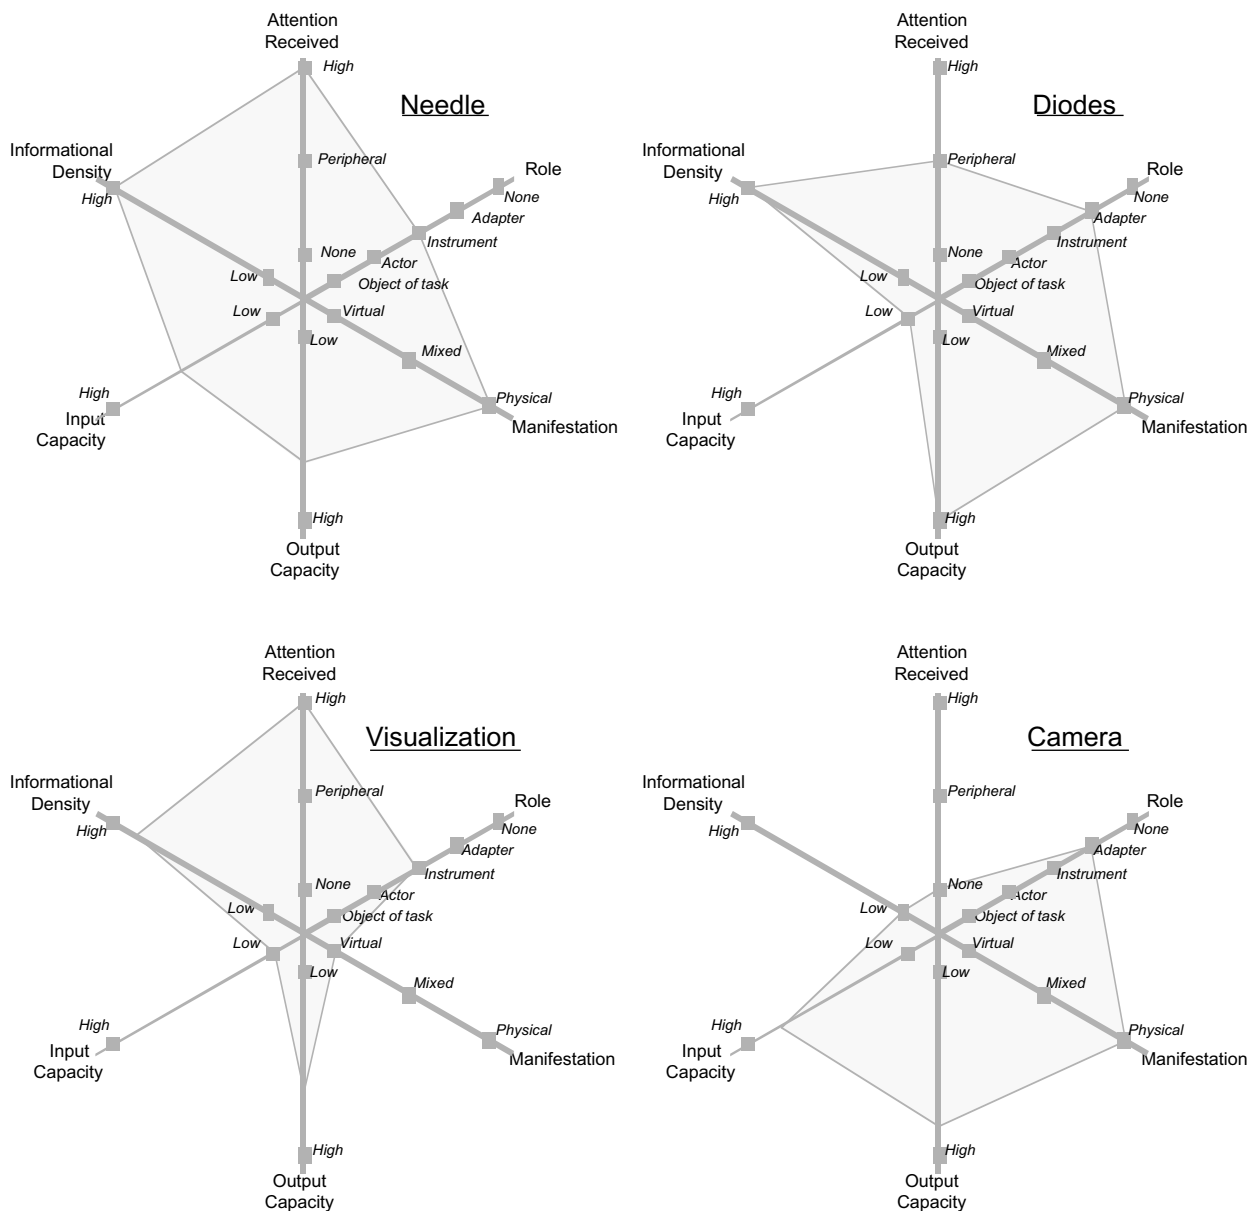 Attention
Received
High
Needle
Informational
Density
Peripheral
Role
High
None
Adapter
Instrument
None
Actor
Low
Object of task
Low
Virtual
Low
Mixed
High
Physical
Input
Capacity
Manifestation
High
Output
Capacity
Attention
Received
High
Diodes
Informational
Density
Peripheral
Role
High
None
Adapter
Instrument
None
Actor
Low
Object of task
Low
Virtual
Low
Mixed
High
Physical
Input
Capacity
Manifestation
High
Output
Capacity
Attention
Received
High
Visualization
Informational
Density
Peripheral
Role
High
None
Adapter
Instrument
None
Actor
Low
Object of task
Low
Virtual
Low
Mixed
High
Physical
Input
Capacity
Manifestation
High
Output
Capacity
Attention
Received
High
Camera
Informational
Density
Peripheral
Role
High
None
Adapter
Instrument
None
Actor
Low
Object of task
Low
Virtual
Low
Mixed
High
Physical
Input
Capacity
Manifestation
High
Output
Capacity